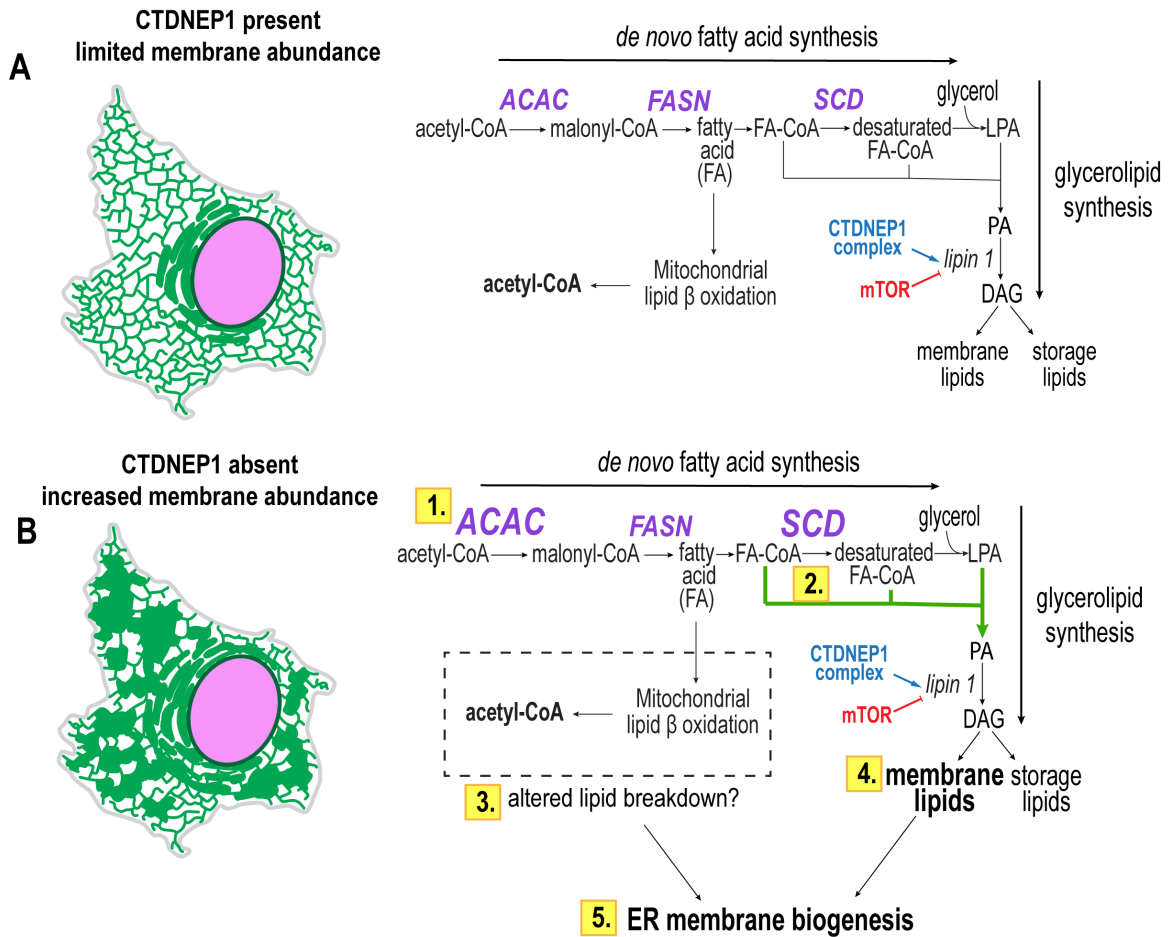 CTDNEP1 present
limited membrane abundance
A
de novo fatty acid synthesis
ACAC FASN SCD glycerol
acetyl-CoA malonyl-CoA fatty acid (FA) FA-CoA desaturated FA-CoA LPA
glycerolipid synthesis
PA
CTDNEP1 complex
lipin 1
mTOR
DAG
Mitochondrial lipid β oxidation
acetyl-CoA
membrane lipids
storage lipids
CTDNEP1 absent
increased membrane abundance
B
de novo fatty acid synthesis
1.
ACAC FASN SCD glycerol
acetyl-CoA malonyl-CoA fatty acid (FA) FA-CoA desaturated FA-CoA LPA
2.
glycerolipid synthesis
PA
CTDNEP1 complex
lipin 1
mTOR
DAG
Mitochondrial lipid β oxidation
acetyl-CoA
3. altered lipid breakdown?
4. membrane lipids
storage lipids
5. ER membrane biogenesis